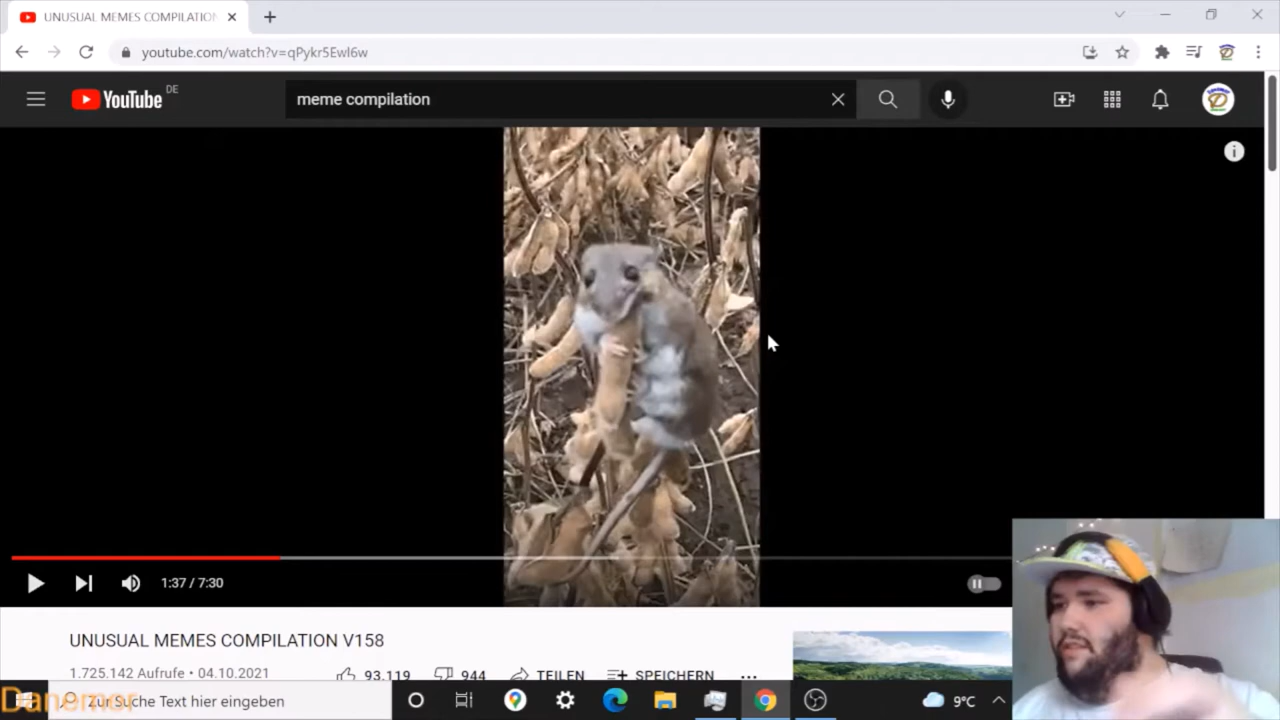 UNUSUAL MEMES COMPILATION
youtube.com/watch?v=qPykr5Ewl6w
YouTube DE
meme compilation
1:37 / 7:30
UNUSUAL MEMES COMPILATION V158
1.725.142 Aufrufe • 04.10.2021 93.119 944 TEILEN SPEICHERN
Danemor
Zur Suche Text hier eingeben
9°C